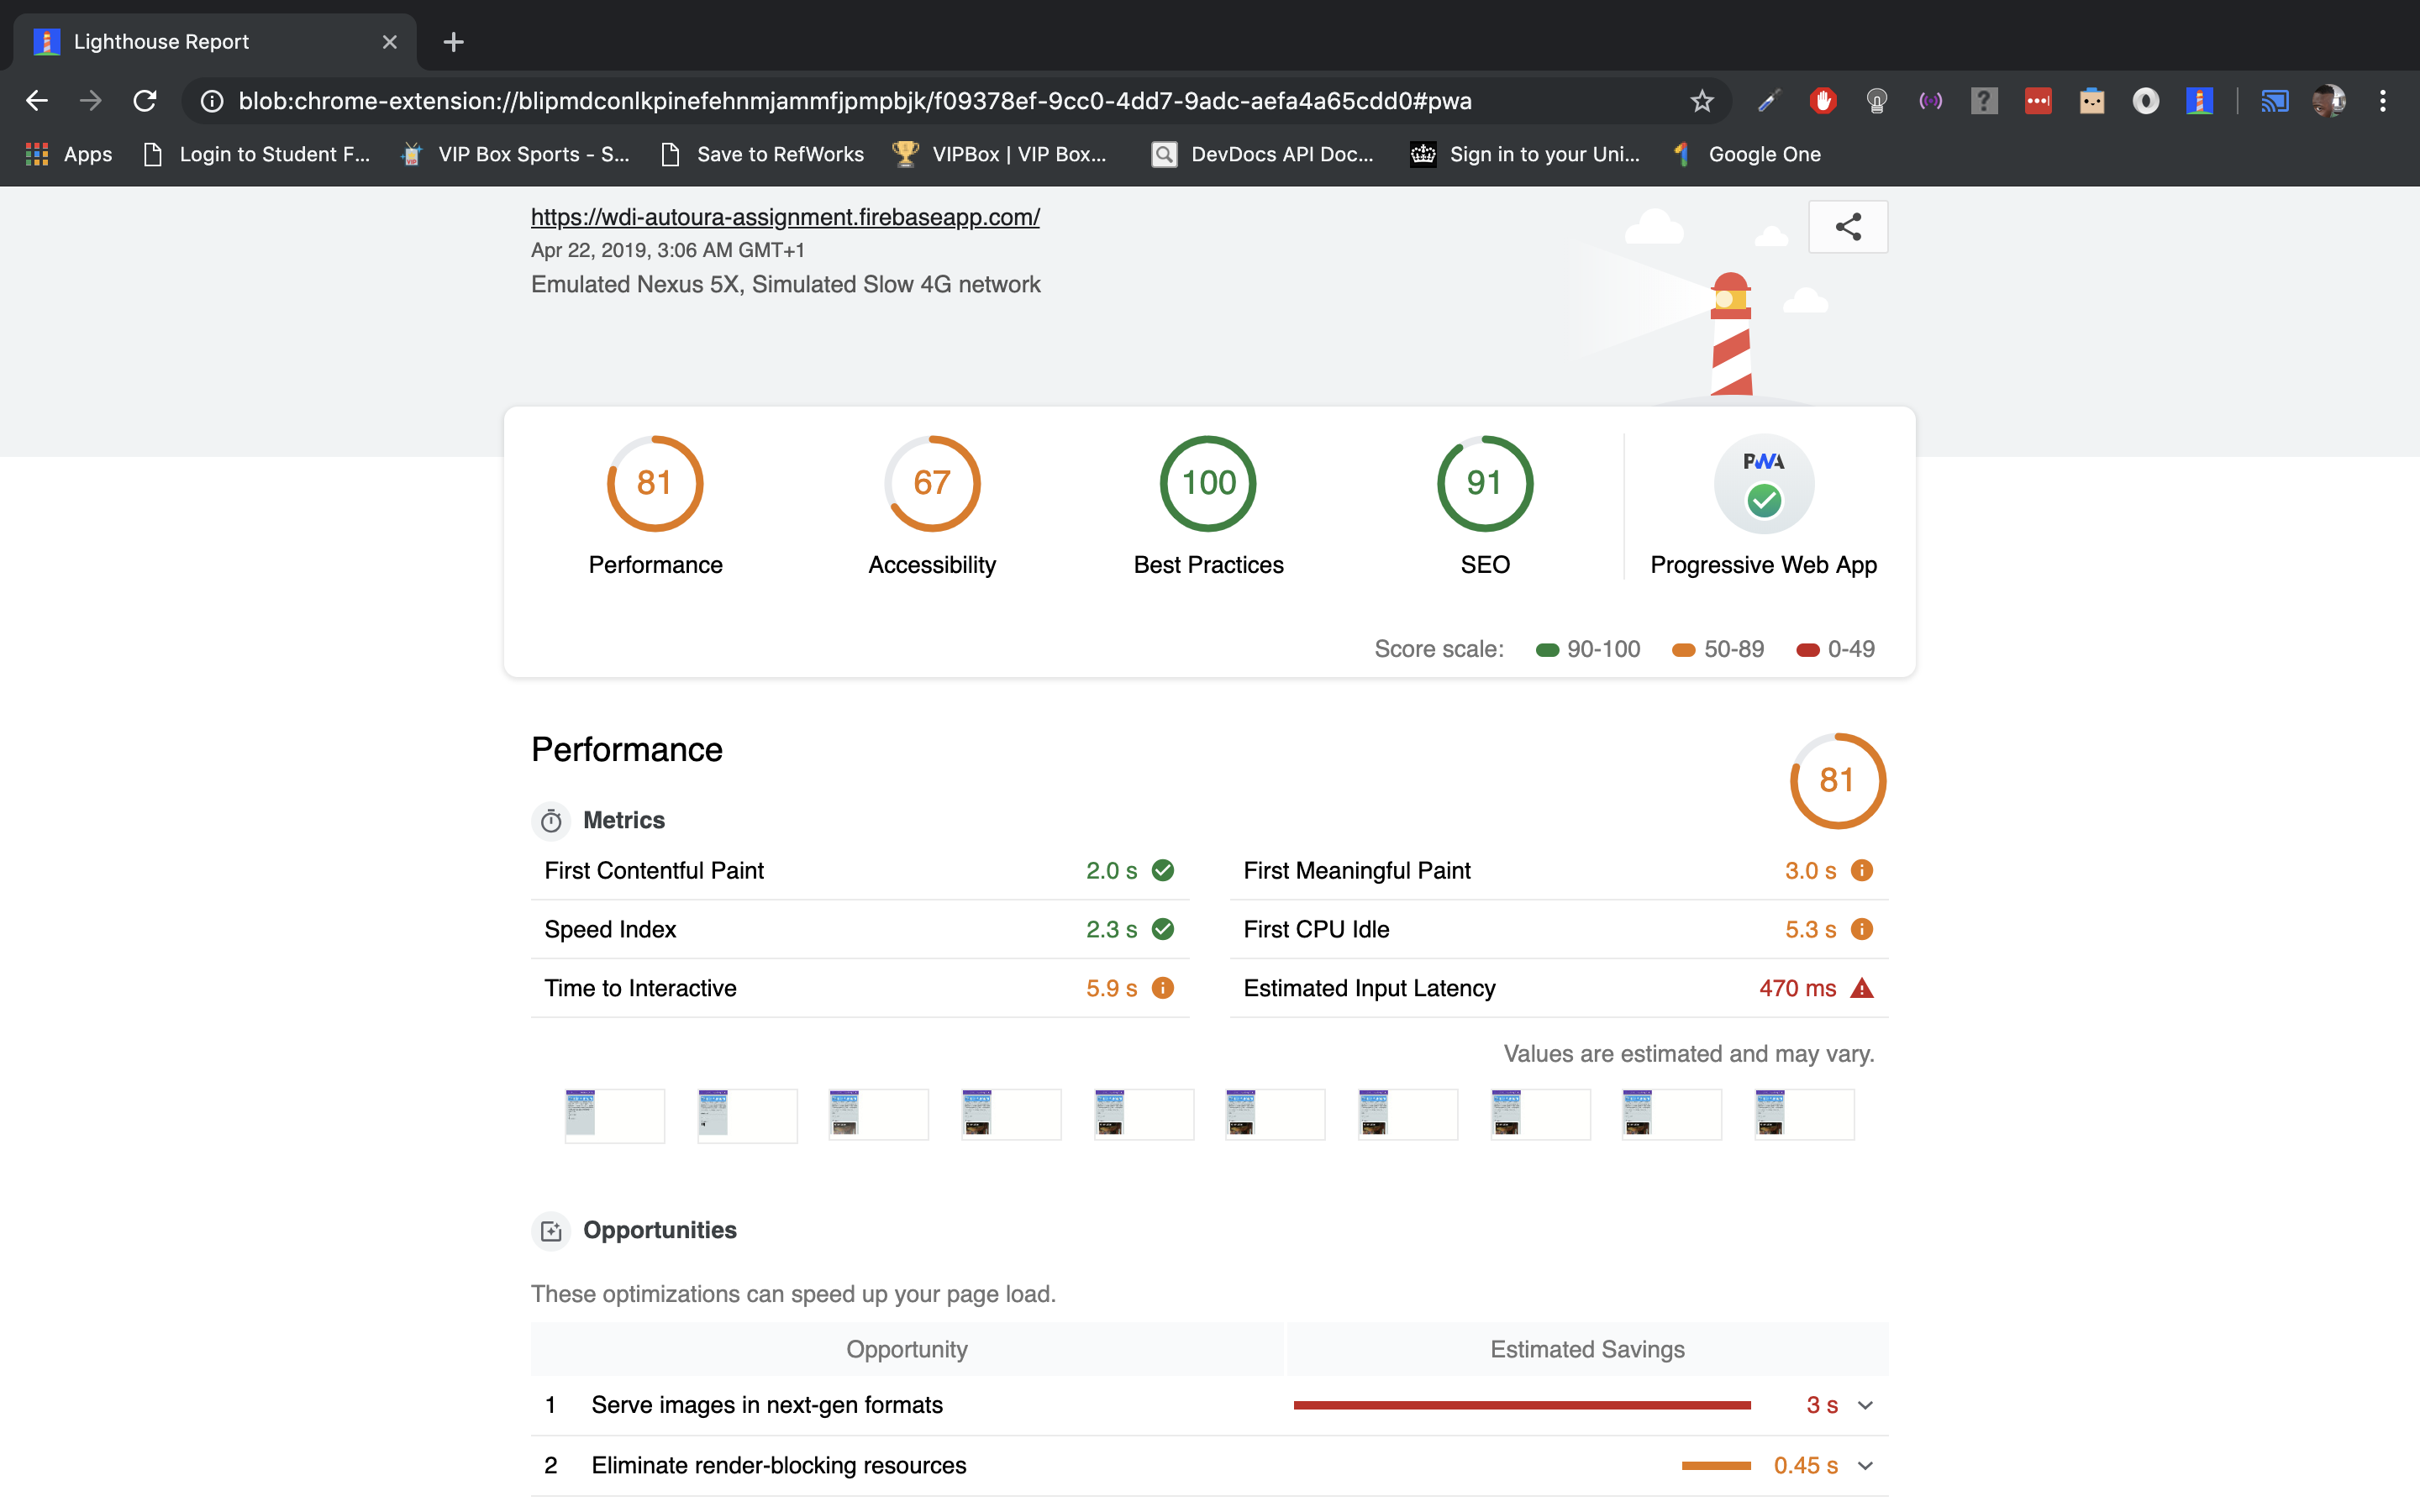 Lighthouse Report
blob:chrome-extension://blipmdconlkpinefehnmjammfjpmpbjk/f09378ef-9cc0-4dd7-9adc-aefa4a65cdd0#pwa
Apps Login to Student F... VIP Box Sports - S... Save to RefWorks VIPBox | VIP Box... DevDocs API Doc... Sign in to your Uni... Google One
https://wdi-autoura-assignment.firebaseapp.com/
Apr 22, 2019, 3:06 AM GMT+1
Emulated Nexus 5X, Simulated Slow 4G network
81 67 100 91 PWA
Performance Accessibility Best Practices SEO Progressive Web App
Score scale: 90-100 50-89 0-49
Performance
81
Metrics
First Contentful Paint 2.0 s First Meaningful Paint 3.0 s
Speed Index 2.3 s First CPU Idle 5.3 s
Time to Interactive 5.9 s Estimated Input Latency 470 ms
Values are estimated and may vary.
Opportunities
These optimizations can speed up your page load.
Opportunity Estimated Savings
1 Serve images in next-gen formats 3 s
2 Eliminate render-blocking resources 0.45 s